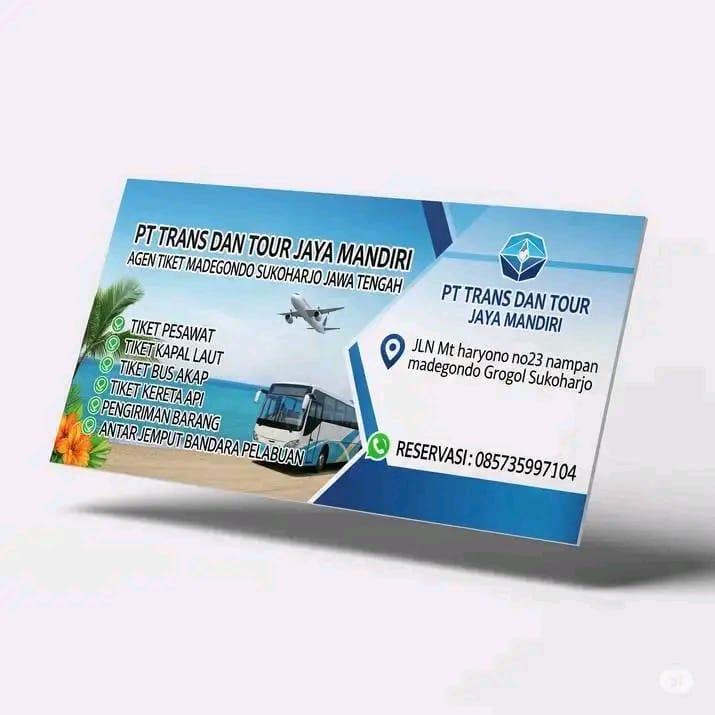 PT TRANS DAN TOUR JAYA MANDIRI
AGEN TIKET MADEGONDO SUKOHARJO JAWA TENGAH
TIKET PESAWAT
TIKET KAPAL LAUT
TIKET BUS AKAP
TIKET KERETA API
PENGIRIMAN BARANG
ANTAR JEMPUT BANDARA PELABUAN
PT TRANS DAN TOUR
JAYA MANDIRI
JLN Mt haryono no23 nampan
madegondo Grogol Sukoharjo
RESERVASI : 085735997104